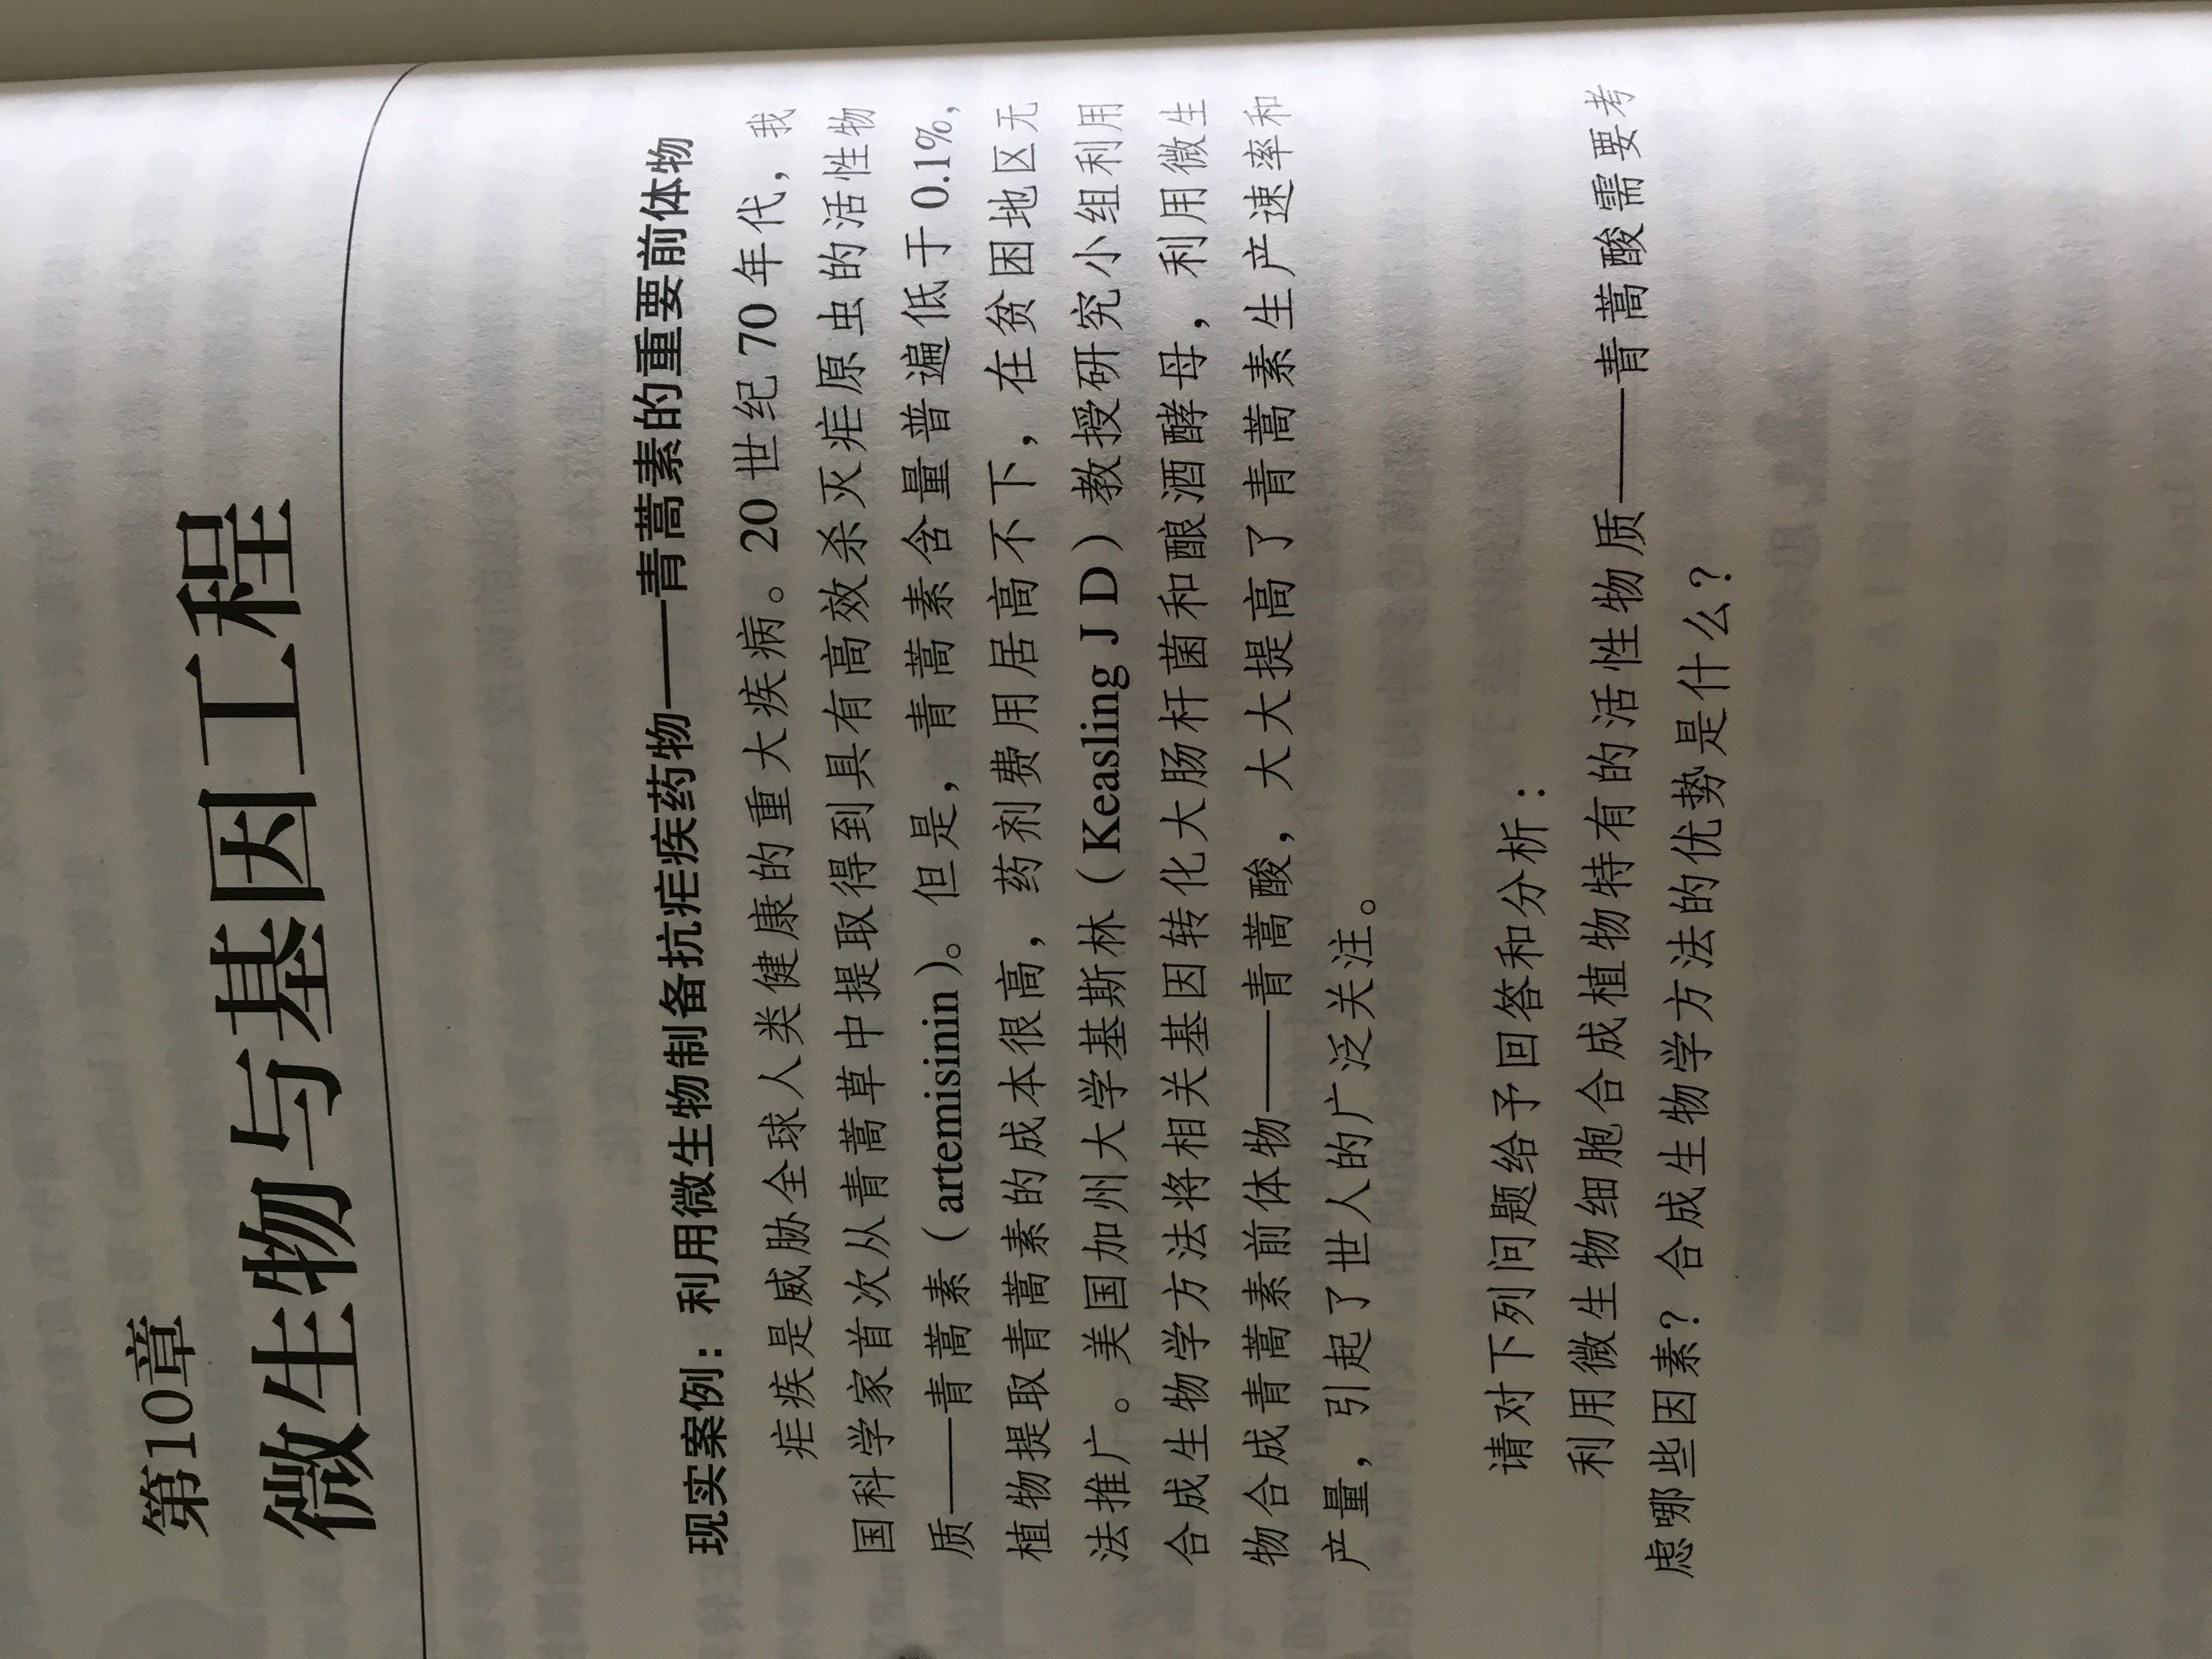 第10章
微生物与基因工程
现实案例：利用微生物制备抗疟疾药物——青蒿素的重要前体物
疟疾是威胁全球人类健康的重大疾病。20 世纪 70 年代，我
国科学家首次从青蒿草中提取得到具有高效杀灭疟原虫的活性物
质——青蒿素（artemisinin）。但是，青蒿素含量普遍低于 0.1%，
植物提取青蒿素的成本很高，药剂费用居高不下，在贫困地区无
法推广。美国加州大学基斯林（Keasling J D）教授研究小组利用
合成生物学方法将相关基因转化大肠杆菌和酿酒酵母，利用微生
物合成青蒿素前体物——青蒿酸，大大提高了青蒿素生产速率和
产量，引起了世人的广泛关注。
请对下列问题给予回答和分析：
利用微生物细胞合成植物特有的活性物质——青蒿酸需要考
虑哪些因素？合成生物学方法的优势是什么？